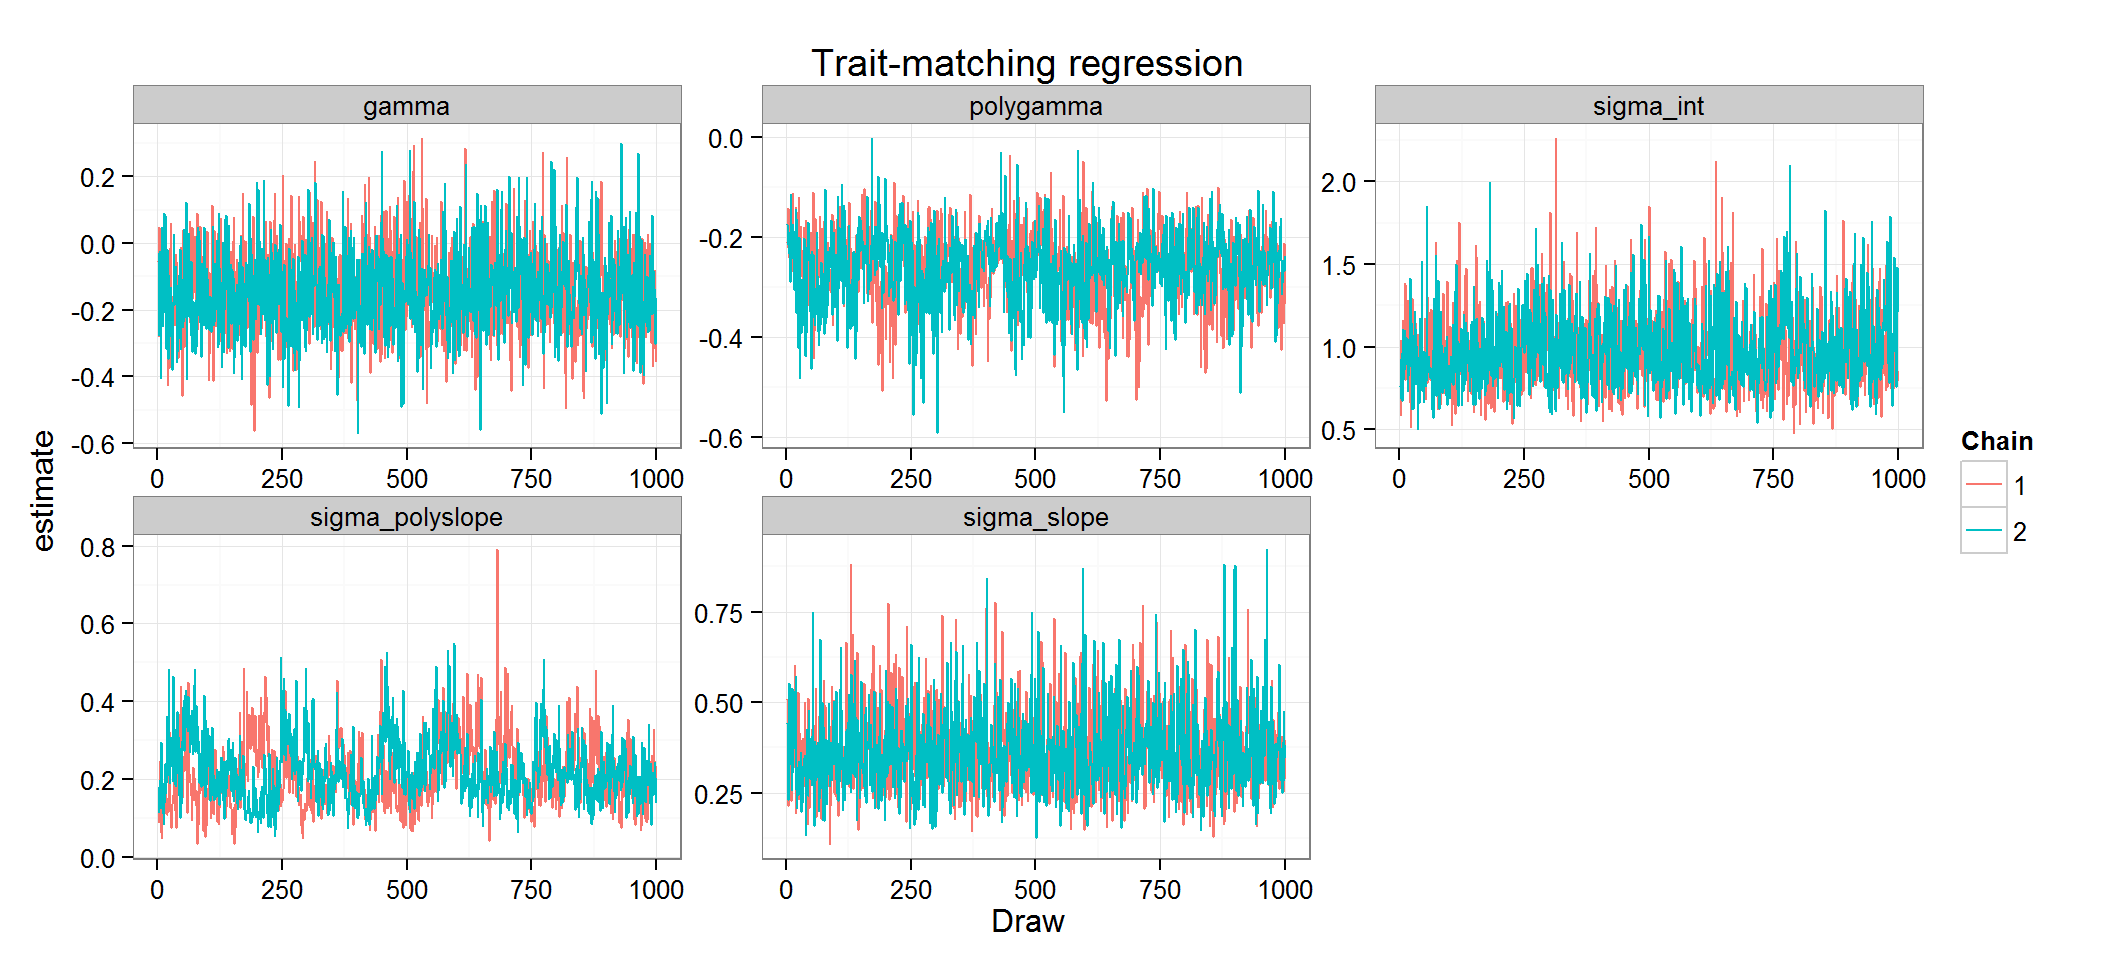 Trait-matching regression
gamma
polygamma
sigma_int
0.2
0.0
-0.2
-0.4
-0.6
0.0
-0.2
-0.4
-0.6
2.0
1.5
1.0
0.5
0 250 500 750 1000
0 250 500 750 1000
0 250 500 750 1000
estimate
sigma_polyslope
sigma_slope
0.8
0.6
0.4
0.2
0.0
0.75
0.50
0.25
0 250 500 750 1000
0 250 500 750 1000
Draw
Chain
1
2